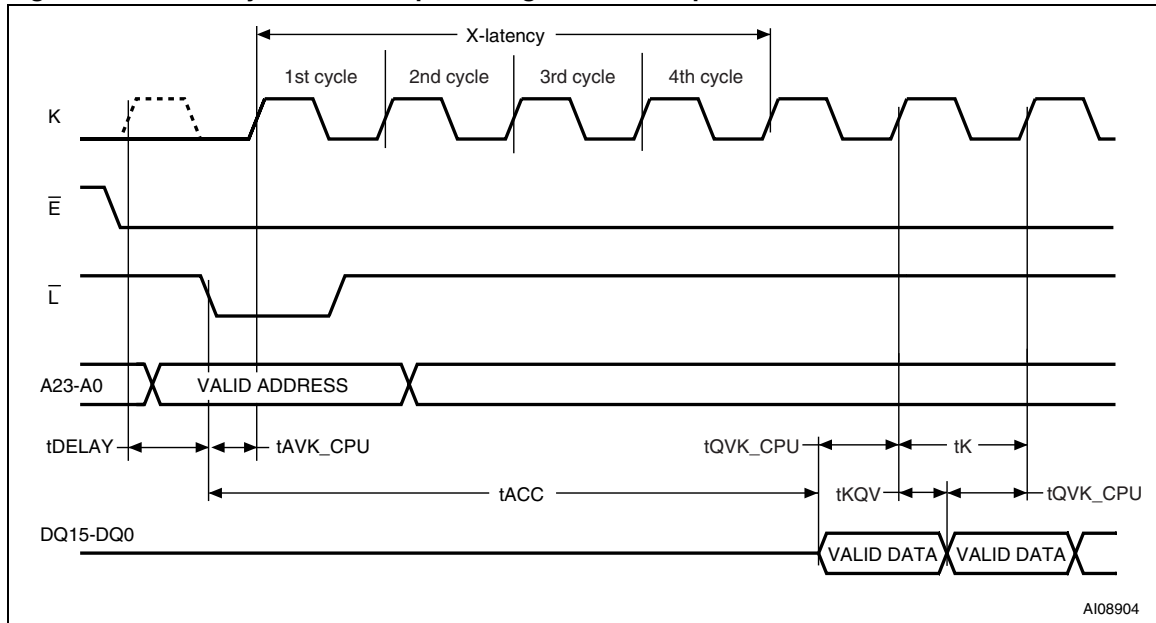 X-latency
1st cycle 2nd cycle 3rd cycle 4th cycle
K
E
L
A23-A0 VALID ADDRESS
tDELAY tAVK_CPU tQVK_CPU tK
tACC tKQV tQVK_CPU
DQ15-DQ0
VALID DATA VALID DATA
AI08904